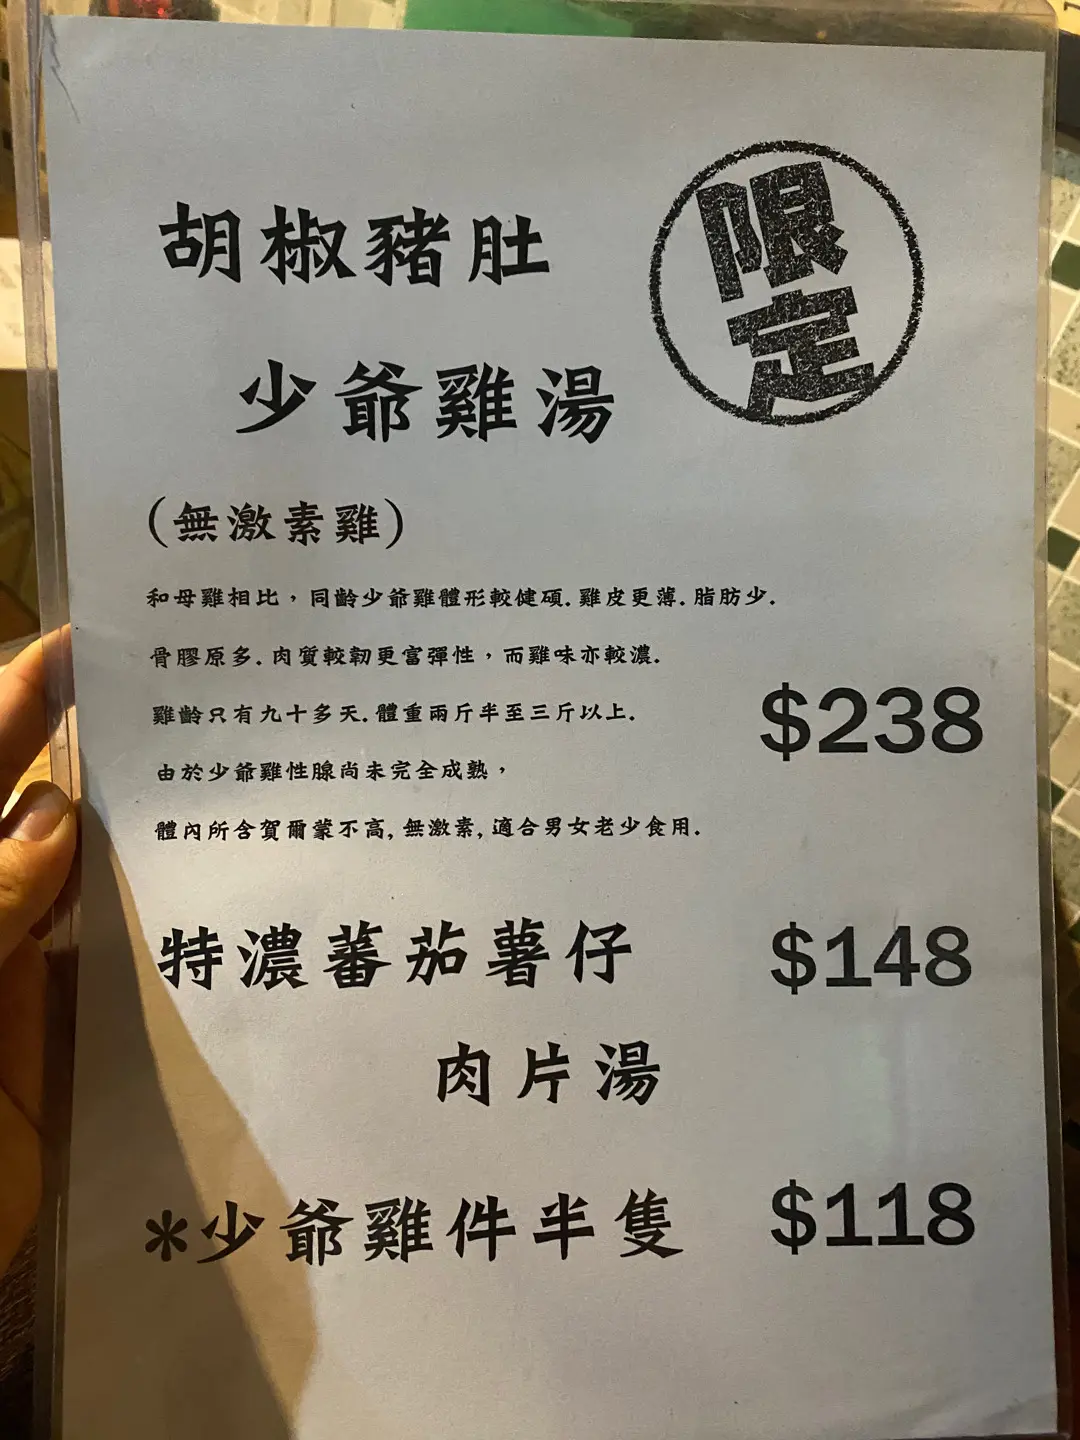 胡椒豬肚
限定
少爺雞湯
(無激素雞)
和母雞相比，同齡少爺雞體形較健碩.雞皮更薄.脂肪少.
骨膠原多.肉質較韌更富彈性，而雞味亦較濃.
雞齡只有九十多天.體重兩斤半至三斤以上.
$238
由於少爺雞性腺尚未完全成熟，
體內所含賀爾蒙不高,無激素,適合男女老少食用.
特濃蕃茄薯仔 $148
肉片湯
*少爺雞件半隻 $118